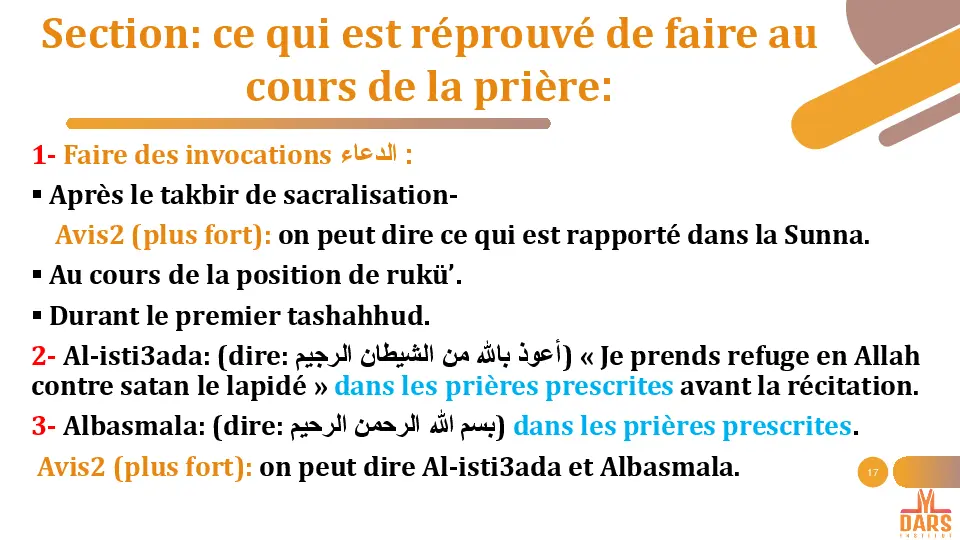 Section: ce qui est réprouvé de faire au
cours de la prière:
1- Faire des invocations الدعاء :
▪ Après le takbir de sacralisation-
Avis2 (plus fort): on peut dire ce qui est rapporté dans la Sunna.
▪ Au cours de la position de rukü’.
▪ Durant le premier tashahhud.
2- Al-isti3ada: (dire: أعوذ بالله من الشيطان الرجيم) « Je prends refuge en Allah
contre satan le lapidé » dans les prières prescrites avant la récitation.
3- Albasmala: (dire: بسم الله الرحمن الرحيم) dans les prières prescrites.
Avis2 (plus fort): on peut dire Al-isti3ada et Albasmala.
17
DARS
INSTITUT